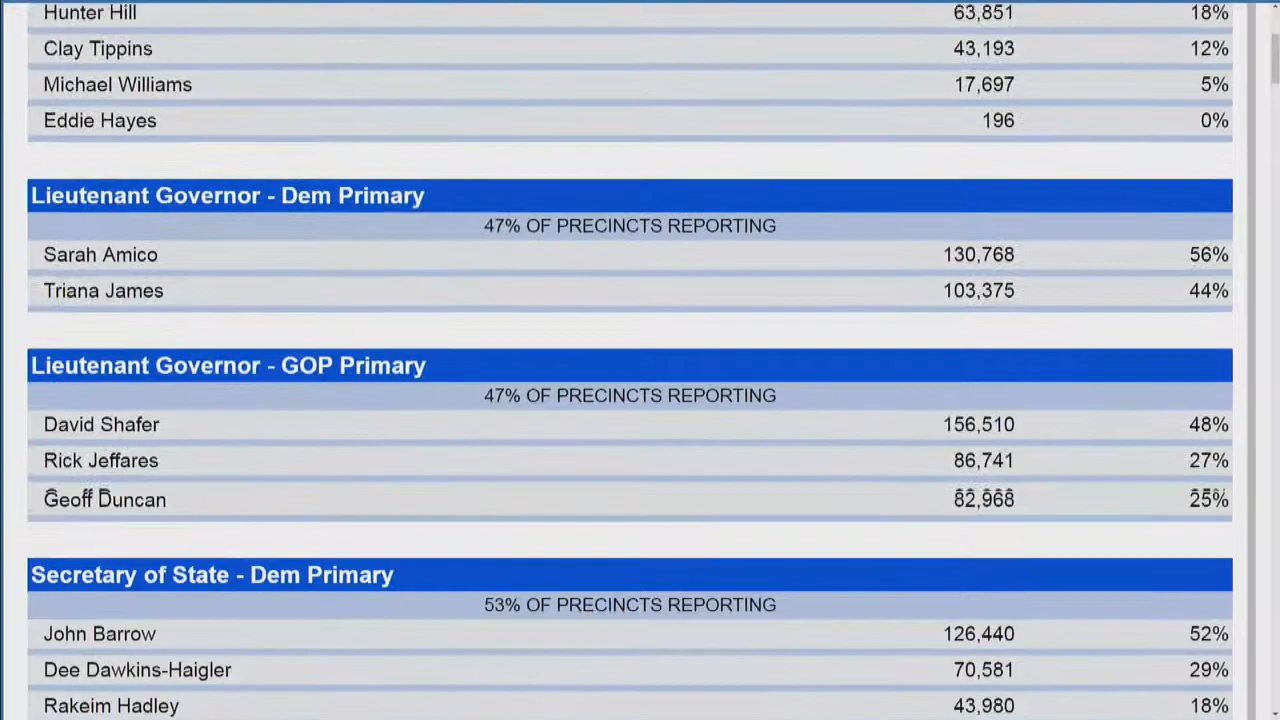 Hunter Hill 63,851 18%
Clay Tippins 43,193 12%
Michael Williams 17,697 5%
Eddie Hayes 196 0%
Lieutenant Governor - Dem Primary
47% OF PRECINCTS REPORTING
Sarah Amico 130,768 56%
Triana James 103,375 44%
Lieutenant Governor - GOP Primary
47% OF PRECINCTS REPORTING
David Shafer 156,510 48%
Rick Jeffares 86,741 27%
Geoff Duncan 82,968 25%
Secretary of State - Dem Primary
53% OF PRECINCTS REPORTING
John Barrow 126,440 52%
Dee Dawkins-Haigler 70,581 29%
Rakeim Hadley 43,980 18%